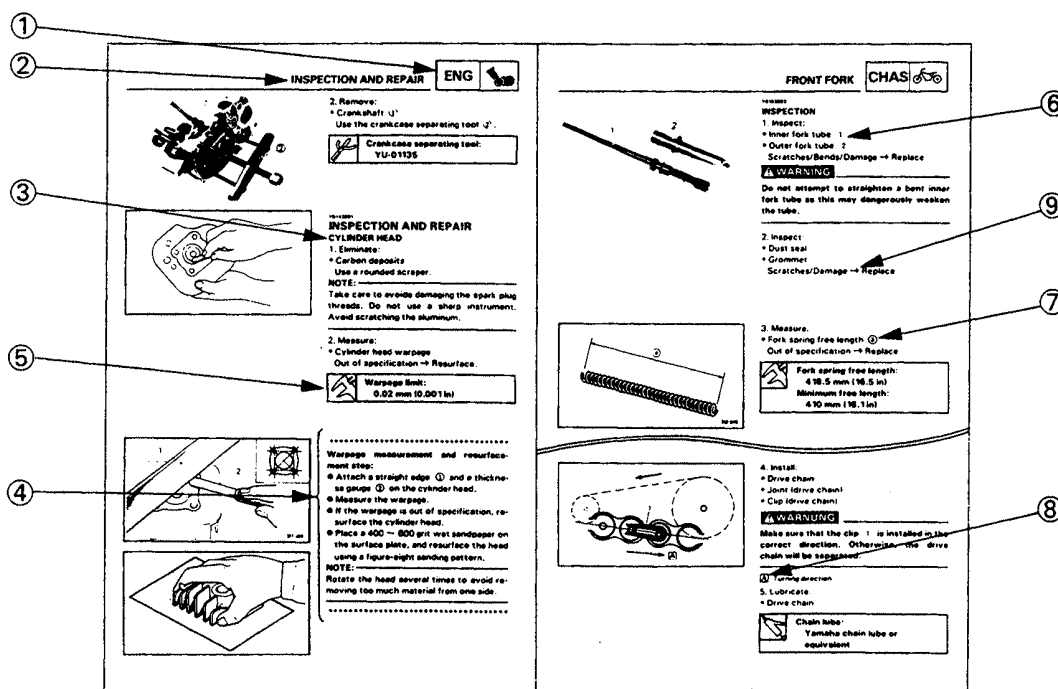 ①
②
③
⑤
④
INSPECTION AND REPAIR
ENG
2. Remove:
• Crankshaft
Use the crankcase separating tool
Crankcase separating tool:
YU-01135
②
INSPECTION AND REPAIR
CYLINDER HEAD
1. Eliminate:
• Carbon deposits
Use a rounded scraper.
NOTE:
Take care to avoide damaging the spark plug
threads. Do not use a sharp instrument.
Avoid scratching the aluminum.
2. Measure:
• Cylinder head warpage
Out of specification → Resurface.
Warpage limit:
0.02 mm (0.001 in)
1
2
Warpage measurement and resurface-
ment step:
● Attach a straight edge ① and a thickne-
ss gauge ② on the cylinder head.
● Measure the warpage.
● If the warpage is out of specification, re-
surface the cylinder head.
● Place a 400 ~ 600 grit wet sandpaper on
the surface plate, and resurface the head
using a figure-eight sanding pattern.
NOTE:
Rotate the head several times to avoid re-
moving too much material from one side.
FRONT FORK
CHAS
INSPECTION
1. Inspect:
• Inner fork tube 1
• Outer fork tube 2
Scratches/Bends/Damage → Replace
WARNING
Do not attempt to straighten a bent inner
fork tube as this may dangerously weaken
the tube.
1
2
2. Inspect
• Dust seal
• Grommet
Scratches/Damage → Replace
3. Measure.
• Fork spring free length ⓐ
Out of specification → Replace
Fork spring free length:
418.5 mm (16.5 in)
Minimum free length:
410 mm (16.1 in)
ⓐ
4. Install:
• Drive chain
• Joint (drive chain)
• Clip (drive chain)
WARNUNG
Make sure that the clip 1 is installed in the
correct direction. Otherwise, the drive
chain will be separated.
A Turning direction
5. Lubricate
• Drive chain
Chain lube:
Yamaha chain lube or
equivalent
1
A
⑥
⑨
⑦
⑧